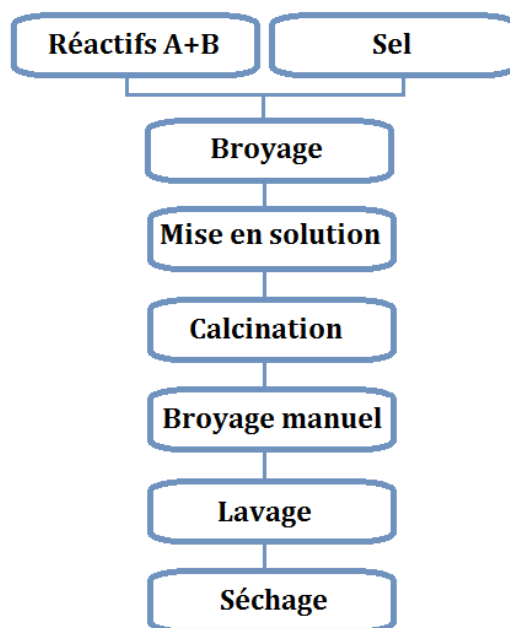 Réactifs A+B
Sel
Broyage
Mise en solution
Calcination
Broyage manuel
Lavage
Séchage